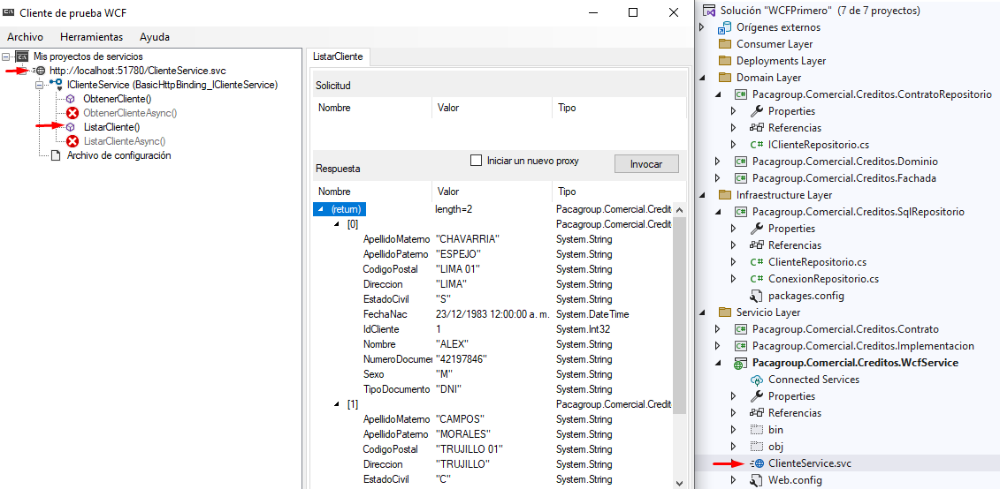 Cliente de prueba WCF
Archivo Herramientas Ayuda
Mis proyectos de servicios
http://localhost:51780/ClienteService.svc
IClienteService (BasicHttpBinding_IClienteService)
ObtenerCliente()
ObtenerClienteAsync()
ListarCliente()
ListarClienteAsync()
Archivo de configuración
ListarCliente
Solicitud
Nombre Valor Tipo
Respuesta
Iniciar un nuevo proxy
Invocar
Nombre Valor Tipo
(return) length=2 Pacagroup.Comercial.Credit
[0] Pacagroup.Comercial.Credit
ApellidoMaterno "CHAVARRIA" System.String
ApellidoPaterno "ESPEJO" System.String
CodigoPostal "LIMA 01" System.String
Direccion "LIMA" System.String
EstadoCivil "S" System.String
FechaNac 23/12/1983 12:00:00 a. m. System.DateTime
IdCliente 1 System.Int32
Nombre "ALEX" System.String
NumeroDocume "42197846" System.String
Sexo "M" System.String
TipoDocumento "DNI" System.String
[1] Pacagroup.Comercial.Credit
ApellidoMaterno "CAMPOS" System.String
ApellidoPaterno "MORALES" System.String
CodigoPostal "TRUJILLO 01" System.String
Direccion "TRUJILLO" System.String
EstadoCivil "C" System.String
Solución "WCFPrimero" (7 de 7 proyectos)
Orígenes externos
Consumer Layer
Deployments Layer
Domain Layer
C# Pacagroup.Comercial.Creditos.ContratoRepositorio
Properties
Referencias
C# IClienteRepositorio.cs
C# Pacagroup.Comercial.Creditos.Dominio
C# Pacagroup.Comercial.Creditos.Fachada
Infraestructure Layer
C# Pacagroup.Comercial.Creditos.SqlRepositorio
Properties
Referencias
C# ClienteRepositorio.cs
C# ConexionRepositorio.cs
packages.config
Servicio Layer
C# Pacagroup.Comercial.Creditos.Contrato
C# Pacagroup.Comercial.Creditos.Implementacion
Pacagroup.Comercial.Creditos.WcfService
Connected Services
Properties
Referencias
bin
obj
ClienteService.svc
Web.config